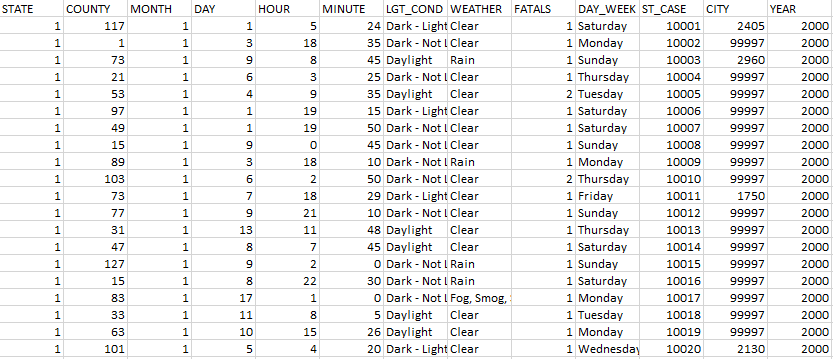 STATE COUNTY MONTH DAY HOUR MINUTE LGT_COND WEATHER FATALS DAY_WEEK ST_CASE CITY YEAR
1 117 1 1 5 24 Dark - Light Clear 1 Saturday 10001 2405 2000
1 1 1 3 18 35 Dark - Not L Clear 1 Monday 10002 99997 2000
1 73 1 9 8 45 Daylight Rain 1 Sunday 10003 2960 2000
1 21 1 6 3 25 Dark - Not L Clear 1 Thursday 10004 99997 2000
1 53 1 4 9 35 Daylight Clear 2 Tuesday 10005 99997 2000
1 97 1 1 19 15 Dark - Light Clear 1 Saturday 10006 99997 2000
1 49 1 1 19 50 Dark - Not L Clear 1 Saturday 10007 99997 2000
1 15 1 9 0 45 Dark - Not L Clear 1 Sunday 10008 99997 2000
1 89 1 3 18 10 Dark - Not L Rain 1 Monday 10009 99997 2000
1 103 1 6 2 50 Dark - Not L Clear 2 Thursday 10010 99997 2000
1 73 1 7 18 29 Dark - Light Clear 1 Friday 10011 1750 2000
1 77 1 9 21 10 Dark - Not L Clear 1 Sunday 10012 99997 2000
1 31 1 13 11 48 Daylight Clear 1 Thursday 10013 99997 2000
1 47 1 8 7 45 Daylight Clear 1 Saturday 10014 99997 2000
1 127 1 9 2 0 Dark - Not L Rain 1 Sunday 10015 99997 2000
1 15 1 8 22 30 Dark - Not L Rain 1 Saturday 10016 99997 2000
1 83 1 17 1 0 Dark - Not L Fog, Smog, 1 Monday 10017 99997 2000
1 33 1 11 8 5 Daylight Clear 1 Tuesday 10018 99997 2000
1 63 1 10 15 26 Daylight Clear 1 Monday 10019 99997 2000
1 101 1 5 4 20 Dark - Light Clear 1 Wednesday 10020 2130 2000